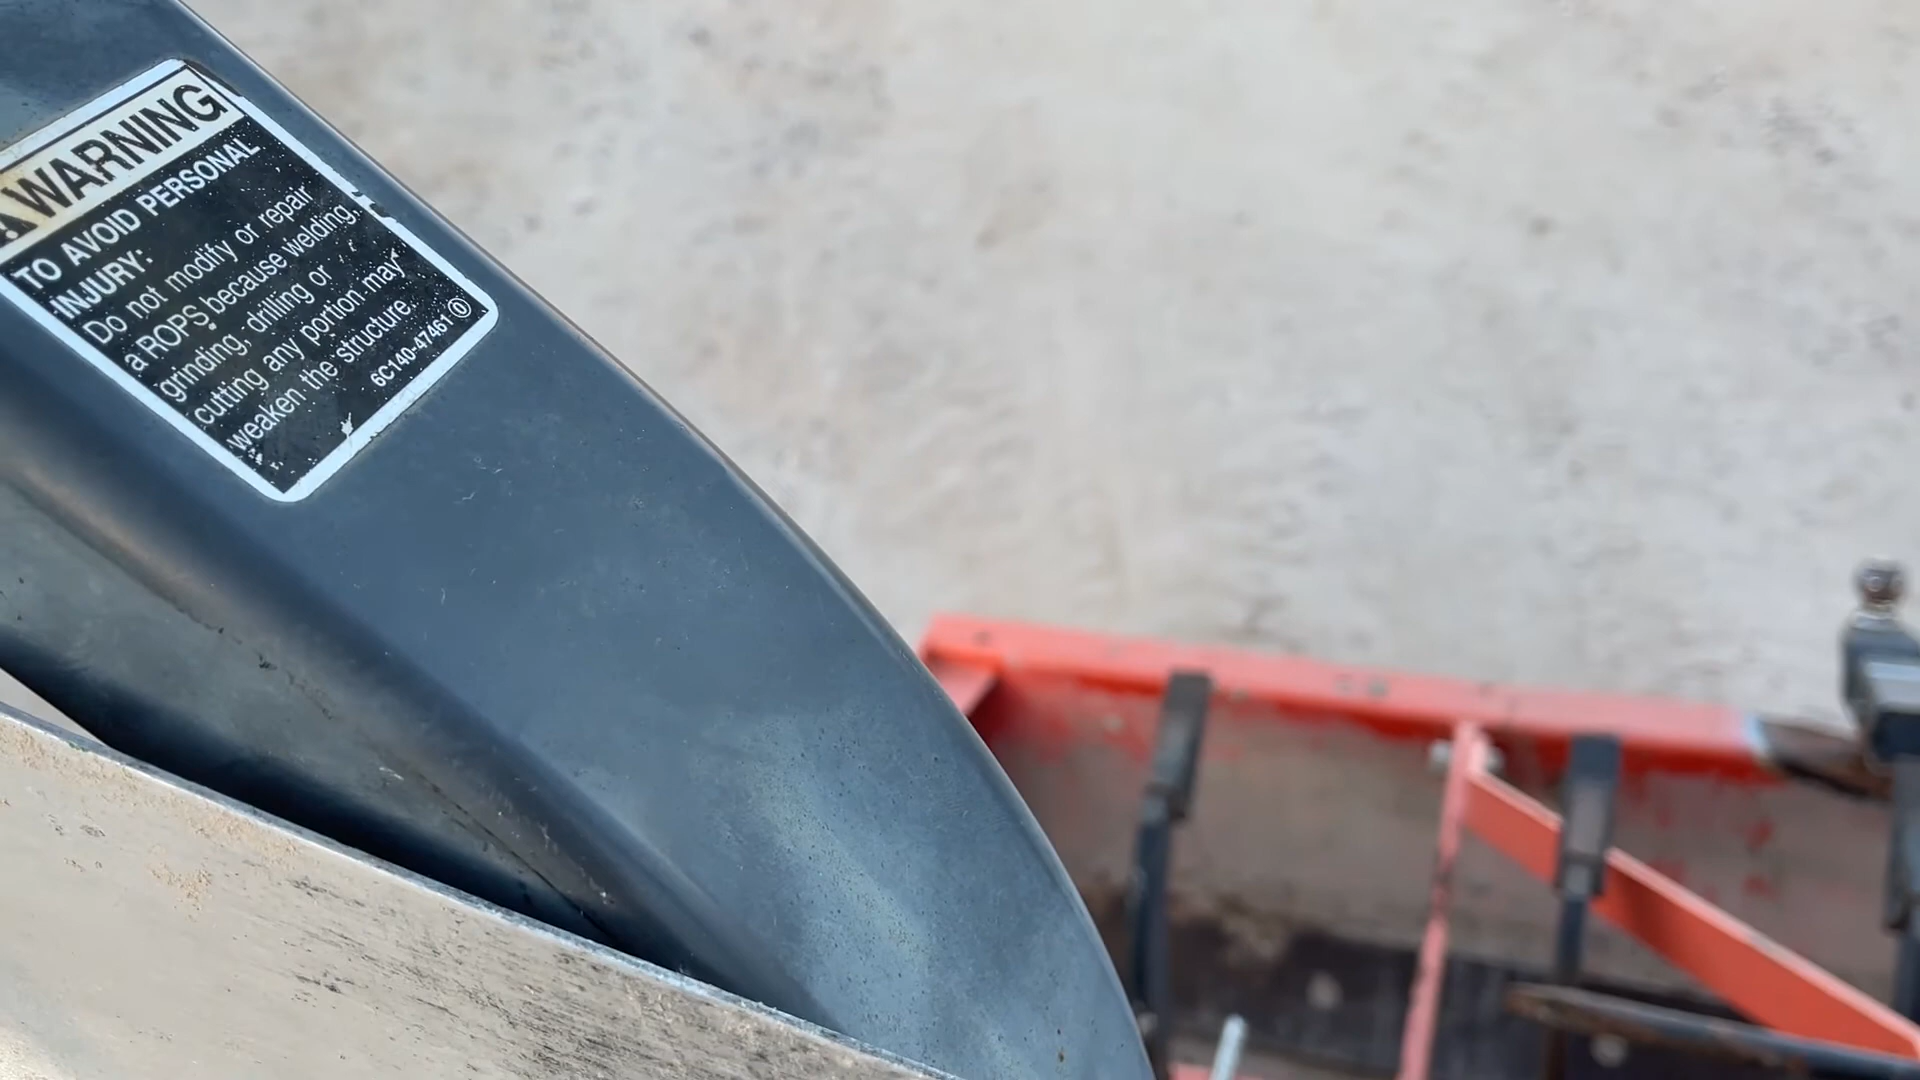 WARNING
TO AVOID PERSONAL
INJURY:
Do not modify or repair
a ROPS because welding,
grinding, drilling or
cutting any portion may
weaken the structure.
6C140-47461 ①